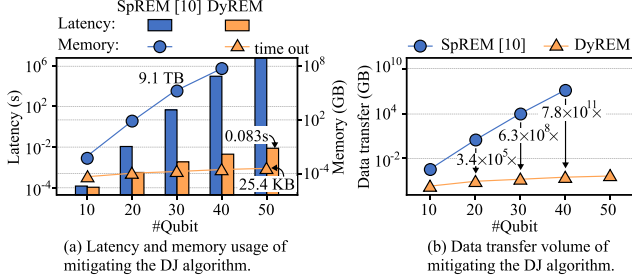 SpREM [10] DyREM
Latency:
Memory:
time out
10^6
10^2
10^-2
10^-4
Latency (s)
9.1 TB
0.083s
25.4 KB
10^8
10^2
10^-4
Memory (GB)
10 20 30 40 50
#Qubit
(a) Latency and memory usage of
mitigating the DJ algorithm.
SpREM [10] DyREM
10^10
10^4
10^-2
Data transfer (GB)
3.4×10^5×
6.3×10^8×
7.8×10^11×
10 20 30 40 50
#Qubit
(b) Data transfer volume of
mitigating the DJ algorithm.